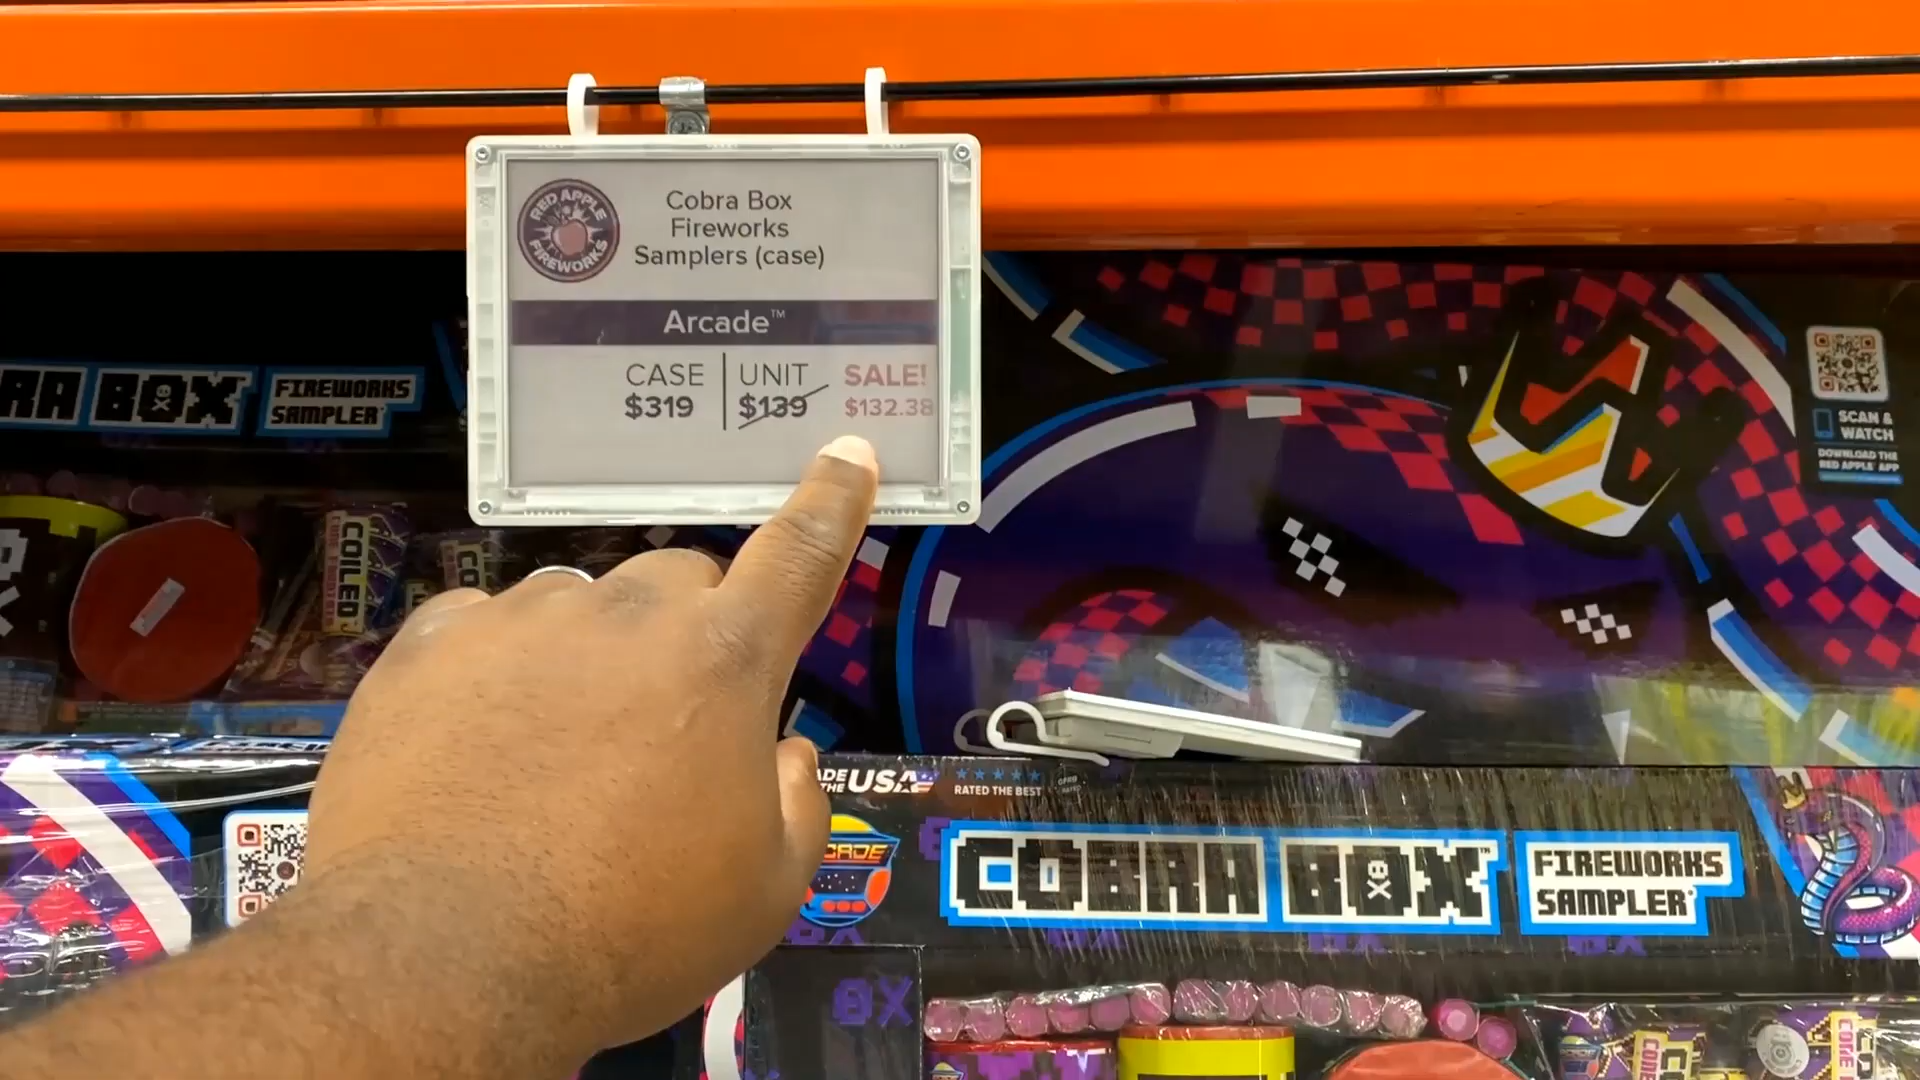 RED APPLE
FIREWORKS
Cobra Box
Fireworks
Samplers (case)
Arcade™
CASE
$319
UNIT
$139
SALE!
$132.38
BOX
FIREWORKS
SAMPLER
COILED
SCAN &
WATCH
DOWNLOAD THE
RED APPLE APP
USA
RATED THE BEST
COBRA BOX™
FIREWORKS
SAMPLER